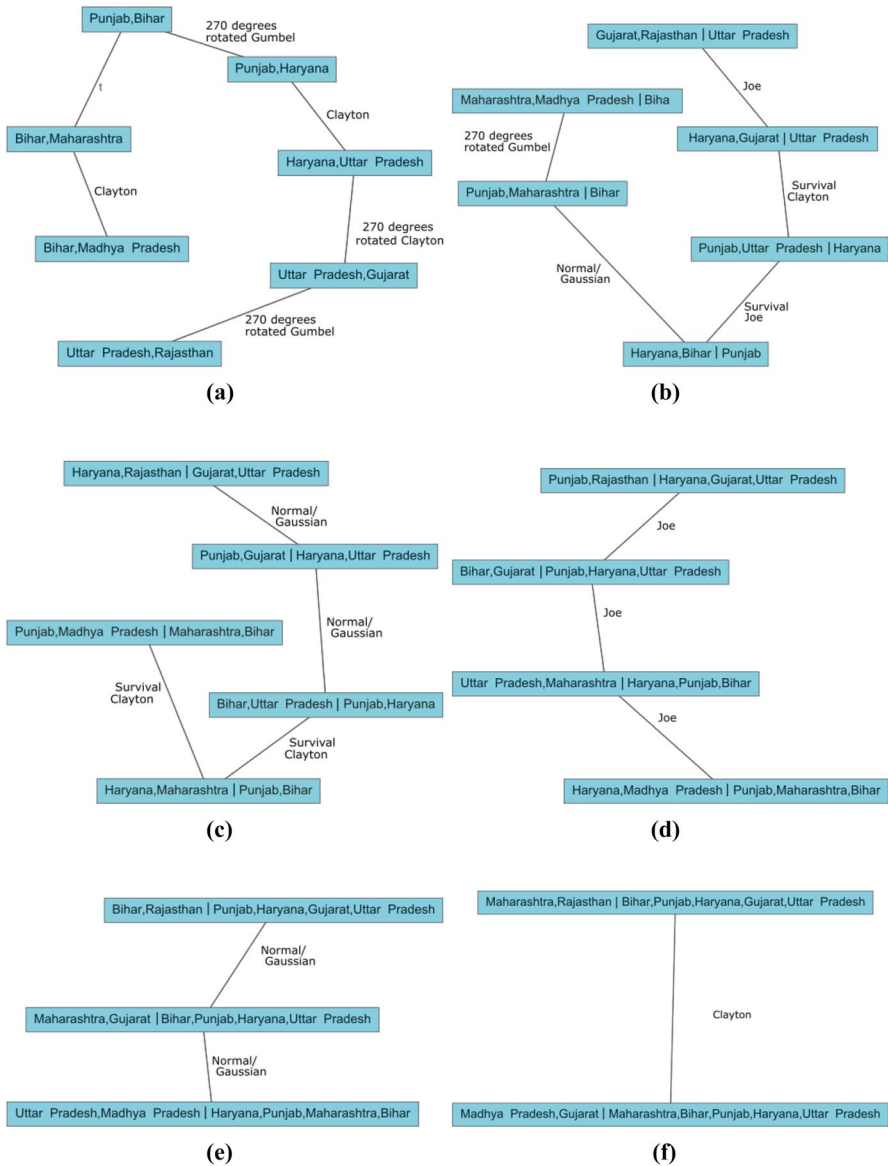 Punjab,Bihar
270 degrees
rotated Gumbel
Punjab,Haryana
t
Clayton
Bihar,Maharashtra
Haryana,Uttar Pradesh
Clayton
270 degrees
rotated Clayton
Bihar,Madhya Pradesh
Uttar Pradesh,Gujarat
270 degrees
rotated Gumbel
Uttar Pradesh,Rajasthan
(a)
Gujarat,Rajasthan | Uttar Pradesh
Joe
Maharashtra,Madhya Pradesh | Biha
270 degrees
rotated Gumbel
Haryana,Gujarat | Uttar Pradesh
Punjab,Maharashtra | Bihar
Survival
Clayton
Punjab,Uttar Pradesh | Haryana
Normal/
Gaussian
Survival
Joe
Haryana,Bihar | Punjab
(b)
Haryana,Rajasthan | Gujarat,Uttar Pradesh
Normal/
Gaussian
Punjab,Gujarat | Haryana,Uttar Pradesh
Normal/
Gaussian
Punjab,Madhya Pradesh | Maharashtra,Bihar
Survival
Clayton
Bihar,Uttar Pradesh | Punjab,Haryana
Survival
Clayton
Haryana,Maharashtra | Punjab,Bihar
(c)
Punjab,Rajasthan | Haryana,Gujarat,Uttar Pradesh
Joe
Bihar,Gujarat | Punjab,Haryana,Uttar Pradesh
Joe
Uttar Pradesh,Maharashtra | Haryana,Punjab,Bihar
Joe
Haryana,Madhya Pradesh | Punjab,Maharashtra,Bihar
(d)
Bihar,Rajasthan | Punjab,Haryana,Gujarat,Uttar Pradesh
Normal/
Gaussian
Maharashtra,Gujarat | Bihar,Punjab,Haryana,Uttar Pradesh
Normal/
Gaussian
Uttar Pradesh,Madhya Pradesh | Haryana,Punjab,Maharashtra,Bihar
(e)
Maharashtra,Rajasthan | Bihar,Punjab,Haryana,Gujarat,Uttar Pradesh
Clayton
Madhya Pradesh,Gujarat | Maharashtra,Bihar,Punjab,Haryana,Uttar Pradesh
(f)